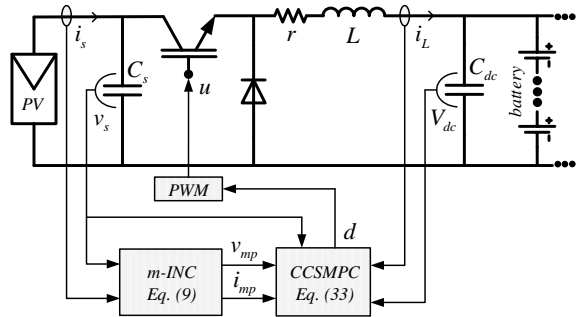 i_s
r
L
i_L
PV
C_s
u
C_dc
battery
v_s
V_dc
PWM
d
m-INC
Eq. (9)
v_mp
i_mp
CCSMPC
Eq. (33)